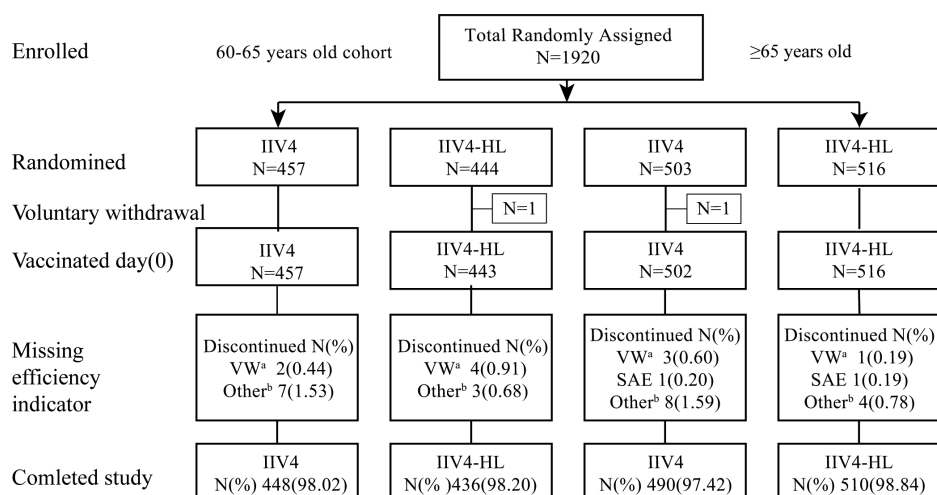 Enrolled
60-65 years old cohort
Total Randomly Assigned
N=1920
≥65 years old
Randomined
IIV4
N=457
IIV4-HL
N=444
IIV4
N=503
IIV4-HL
N=516
Voluntary withdrawal
N=1
N=1
Vaccinated day(0)
IIV4
N=457
IIV4-HL
N=443
IIV4
N=502
IIV4-HL
N=516
Missing
efficiency
indicator
Discontinued N(%)
VWᵃ 2(0.44)
Otherᵇ 7(1.53)
Discontinued N(%)
VWᵃ 4(0.91)
Otherᵇ 3(0.68)
Discontinued N(%)
VWᵃ 3(0.60)
SAE 1(0.20)
Otherᵇ 8(1.59)
Discontinued N(%)
VWᵃ 1(0.19)
SAE 1(0.19)
Otherᵇ 4(0.78)
Comleted study
IIV4
N(%) 448(98.02)
IIV4-HL
N(% )436(98.20)
IIV4
N(%) 490(97.42)
IIV4-HL
N(%) 510(98.84)